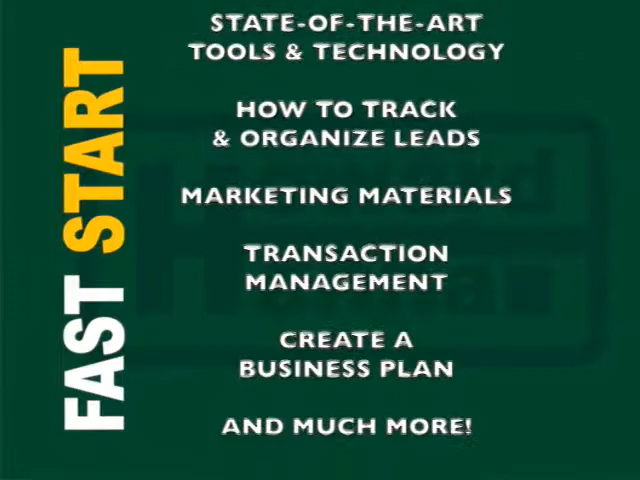 FAST START
STATE-OF-THE-ART
TOOLS & TECHNOLOGY
HOW TO TRACK
& ORGANIZE LEADS
MARKETING MATERIALS
TRANSACTION
MANAGEMENT
CREATE A
BUSINESS PLAN
AND MUCH MORE!